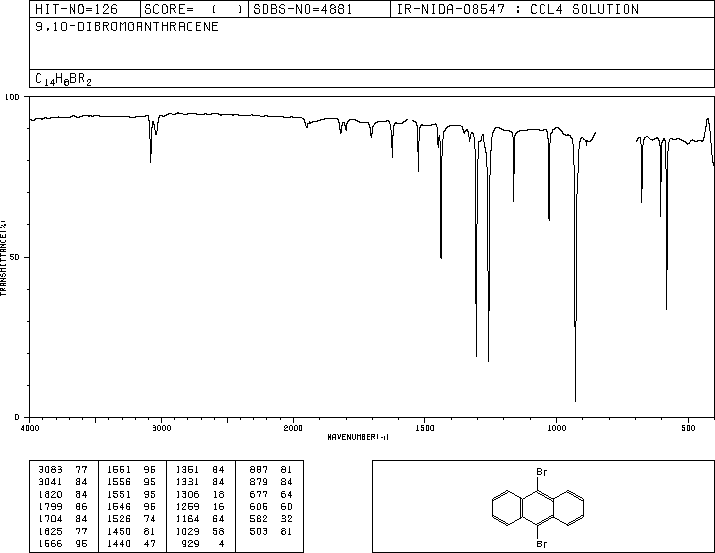 HIT-NO=126 SCORE= ( ) SDBS-NO=4881 IR-NIDA-08547 : CCL4 SOLUTION
9,10-DIBROMOANTHRACENE
C14H8BR2
100
50
0
TRANSMITTANCE(%)
4000 3000 2000 1500 1000 500
WAVENUMBER(-1)
3083 77 1561 96 1351 84 887 81
3041 84 1556 95 1331 84 879 84
1820 84 1551 95 1306 18 677 64
1799 86 1546 96 1259 16 606 60
1704 84 1526 74 1164 64 582 32
1625 77 1450 81 1029 58 503 81
1566 95 1440 47 929 4
Br
Br